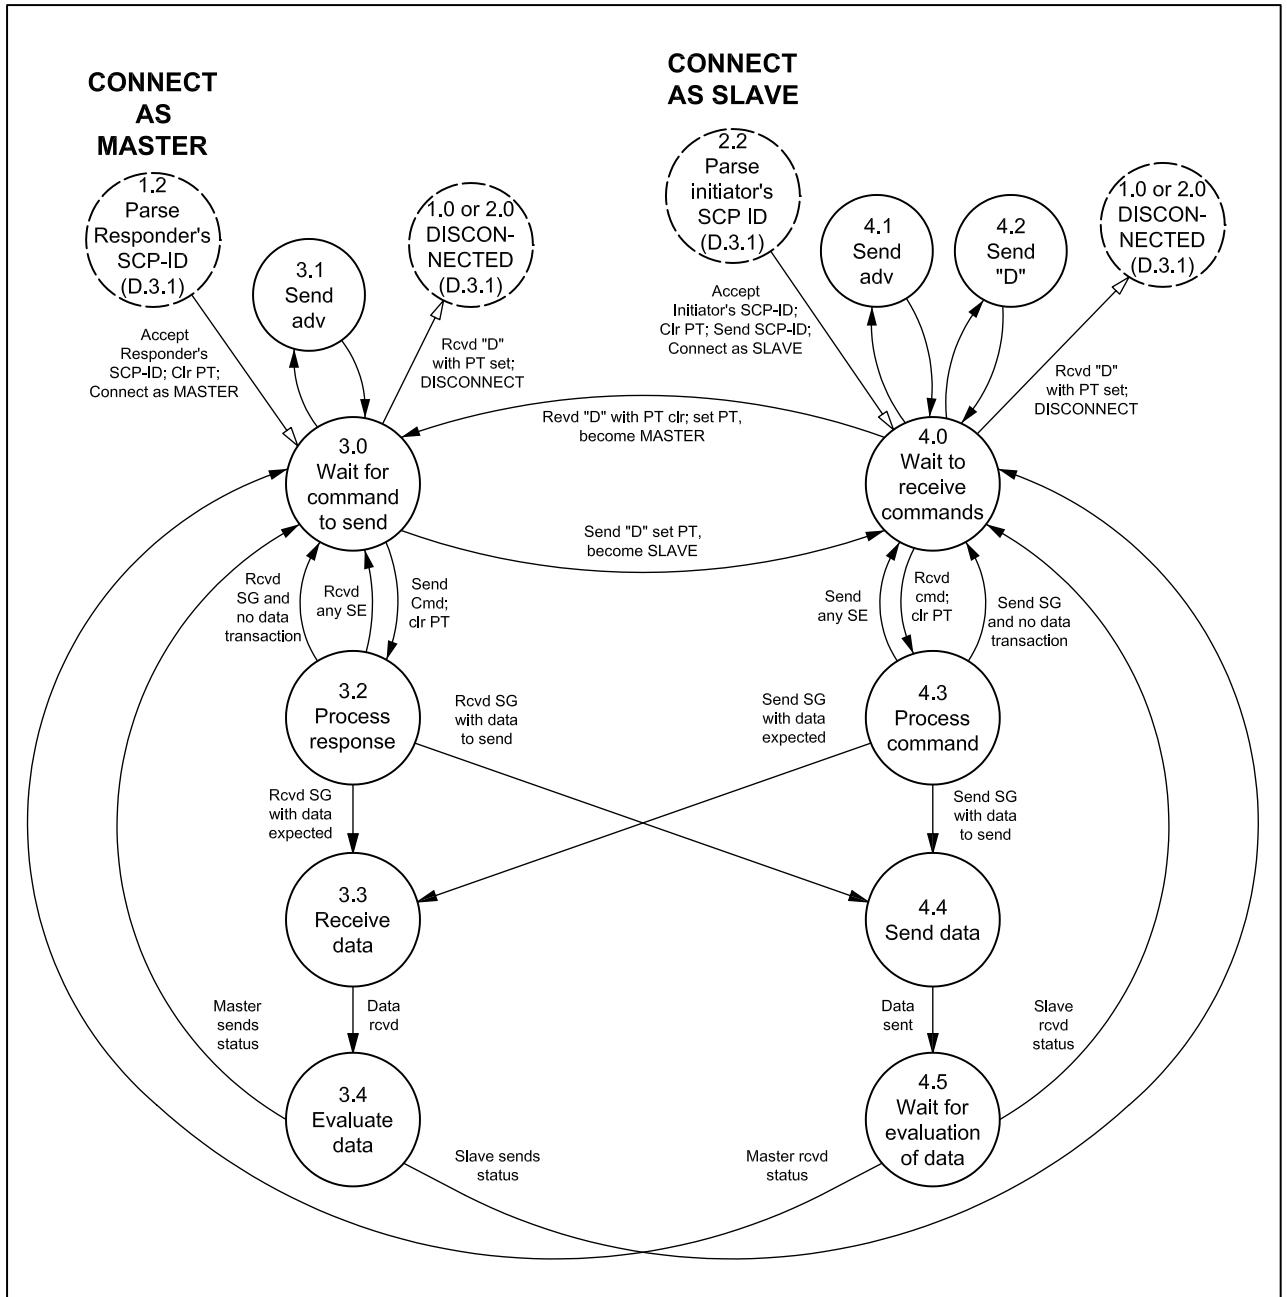 CONNECT
AS
MASTER
CONNECT
AS SLAVE
1.2
Parse
Responder's
SCP-ID
(D.3.1)
1.0 or 2.0
DISCON-
NECTED
(D.3.1)
3.1
Send
adv
2.2
Parse
initiator's
SCP ID
(D.3.1)
4.1
Send
adv
4.2
Send
"D"
1.0 or 2.0
DISCON-
NECTED
(D.3.1)
Accept
Responder's
SCP-ID; Clr PT;
Connect as MASTER
Rcvd "D"
with PT set;
DISCONNECT
Accept
Initiator's SCP-ID;
Clr PT; Send SCP-ID;
Connect as SLAVE
Rcvd "D"
with PT set;
DISCONNECT
Revd "D" with PT clr; set PT,
become MASTER
3.0
Wait for
command
to send
4.0
Wait to
receive
commands
Send "D" set PT,
become SLAVE
Rcvd
SG and
no data
transaction
Rcvd
any SE
Send
Cmd;
clr PT
Send
any SE
Rcvd
cmd;
clr PT
Send SG
and no data
transaction
3.2
Process
response
Rcvd SG
with data
to send
Send SG
with data
expected
4.3
Process
command
Rcvd SG
with data
expected
Send SG
with data
to send
3.3
Receive
data
4.4
Send data
Master
sends
status
Data
rcvd
Data
sent
Slave
rcvd
status
3.4
Evaluate
data
4.5
Wait for
evaluation
of data
Slave sends
status
Master rcvd
status